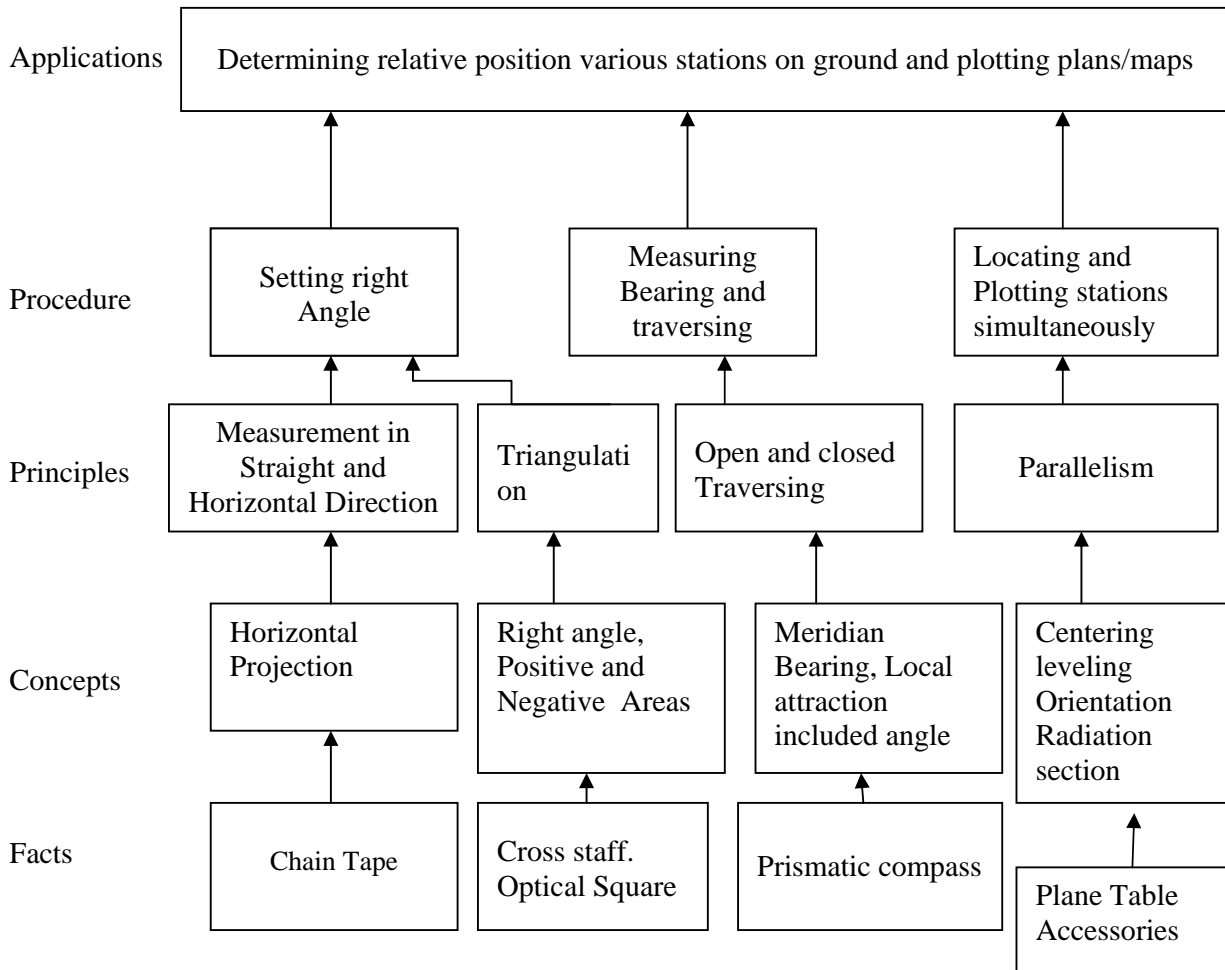 Applications
Determining relative position various stations on ground and plotting plans/maps
Procedure
Setting right
Angle
Measuring
Bearing and
traversing
Locating and
Plotting stations
simultaneously
Principles
Measurement in
Straight and
Horizontal Direction
Triangulati
on
Open and closed
Traversing
Parallelism
Concepts
Horizontal
Projection
Right angle,
Positive and
Negative Areas
Meridian
Bearing, Local
attraction
included angle
Centering
leveling
Orientation
Radiation
section
Facts
Chain Tape
Cross staff.
Optical Square
Prismatic compass
Plane Table
Accessories